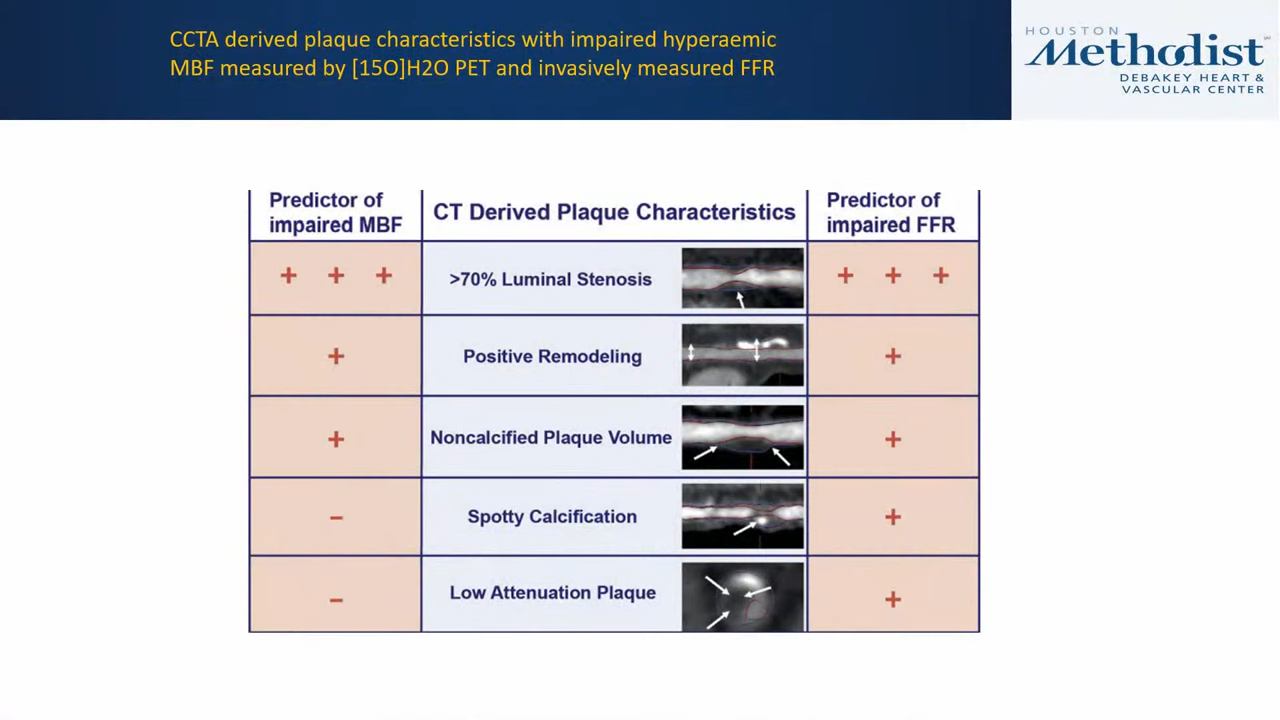 CCTA derived plaque characteristics with impaired hyperaemic
MBF measured by [15O]H2O PET and invasively measured FFR
HOUSTON
Methodist
SM
DEBAKEY HEART &
VASCULAR CENTER
Predictor of
impaired MBF
CT Derived Plaque Characteristics
Predictor of
impaired FFR
+ + +
>70% Luminal Stenosis
+ + +
+
Positive Remodeling
+
+
Noncalcified Plaque Volume
+
–
Spotty Calcification
+
–
Low Attenuation Plaque
+